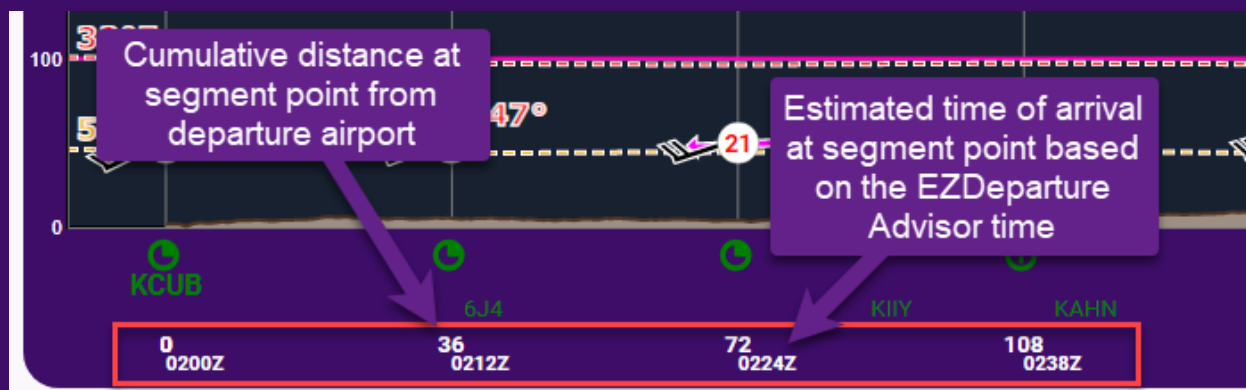 100
Cumulative distance at
segment point from
departure airport
47°
5
21
Estimated time of arrival
at segment point based
on the EZDeparture
Advisor time
0
KCUB
6J4
KIIY
KAHN
0
0200Z
36
0212Z
72
0224Z
108
0238Z